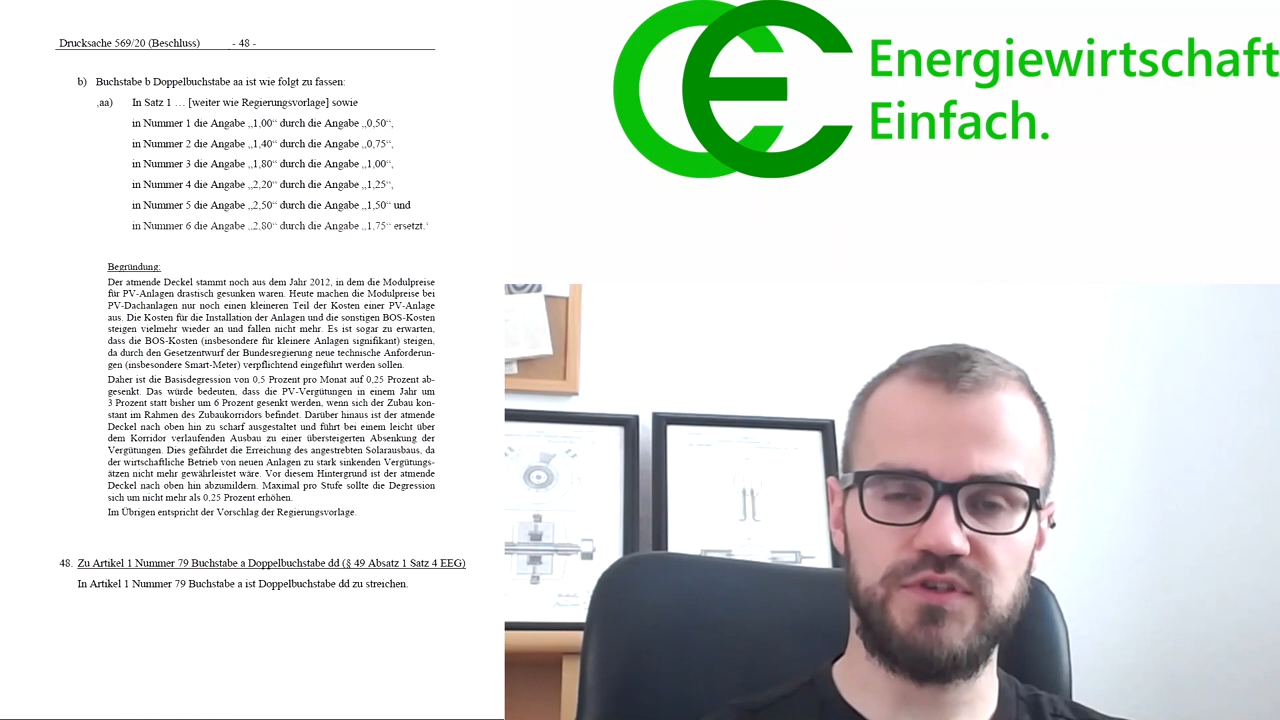 Drucksache 569/20 (Beschluss) - 48 -
b) Buchstabe b Doppelbuchstabe aa ist wie folgt zu fassen:
‚aa) In Satz 1 … [weiter wie Regierungsvorlage] sowie
in Nummer 1 die Angabe „1,00“ durch die Angabe „0,50“,
in Nummer 2 die Angabe „1,40“ durch die Angabe „0,75“,
in Nummer 3 die Angabe „1,80“ durch die Angabe „1,00“,
in Nummer 4 die Angabe „2,20“ durch die Angabe „1,25“,
in Nummer 5 die Angabe „2,50“ durch die Angabe „1,50“ und
in Nummer 6 die Angabe „2,80“ durch die Angabe „1,75“ ersetzt.‘
Begründung:
Der atmende Deckel stammt noch aus dem Jahr 2012, in dem die Modulpreise
für PV-Anlagen drastisch gesunken waren. Heute machen die Modulpreise bei
PV-Dachanlagen nur noch einen kleineren Teil der Kosten einer PV-Anlage
aus. Die Kosten für die Installation der Anlagen und die sonstigen BOS-Kosten
steigen vielmehr wieder an und fallen nicht mehr. Es ist sogar zu erwarten,
dass die BOS-Kosten (insbesondere für kleinere Anlagen signifikant) steigen,
da durch den Gesetzentwurf der Bundesregierung neue technische Anforderun-
gen (insbesondere Smart-Meter) verpflichtend eingeführt werden sollen.
Daher ist die Basisdegression von 0,5 Prozent pro Monat auf 0,25 Prozent ab-
gesenkt. Das würde bedeuten, dass die PV-Vergütungen in einem Jahr um
3 Prozent statt bisher um 6 Prozent gesenkt werden, wenn sich der Zubau kon-
stant im Rahmen des Zubaukorridors befindet. Darüber hinaus ist der atmende
Deckel nach oben hin zu scharf ausgestaltet und führt bei einem leicht über
dem Korridor verlaufenden Ausbau zu einer übersteigerten Absenkung der
Vergütungen. Dies gefährdet die Erreichung des angestrebten Solarausbaus, da
der wirtschaftliche Betrieb von neuen Anlagen zu stark sinkenden Vergütungs-
sätzen nicht mehr gewährleistet wäre. Vor diesem Hintergrund ist der atmende
Deckel nach oben hin abzumildern. Maximal pro Stufe sollte die Degression
sich um nicht mehr als 0,25 Prozent erhöhen.
Im Übrigen entspricht der Vorschlag der Regierungsvorlage.
48. Zu Artikel 1 Nummer 79 Buchstabe a Doppelbuchstabe dd (§ 49 Absatz 1 Satz 4 EEG)
In Artikel 1 Nummer 79 Buchstabe a ist Doppelbuchstabe dd zu streichen.
Energiewirtschaft
Einfach.